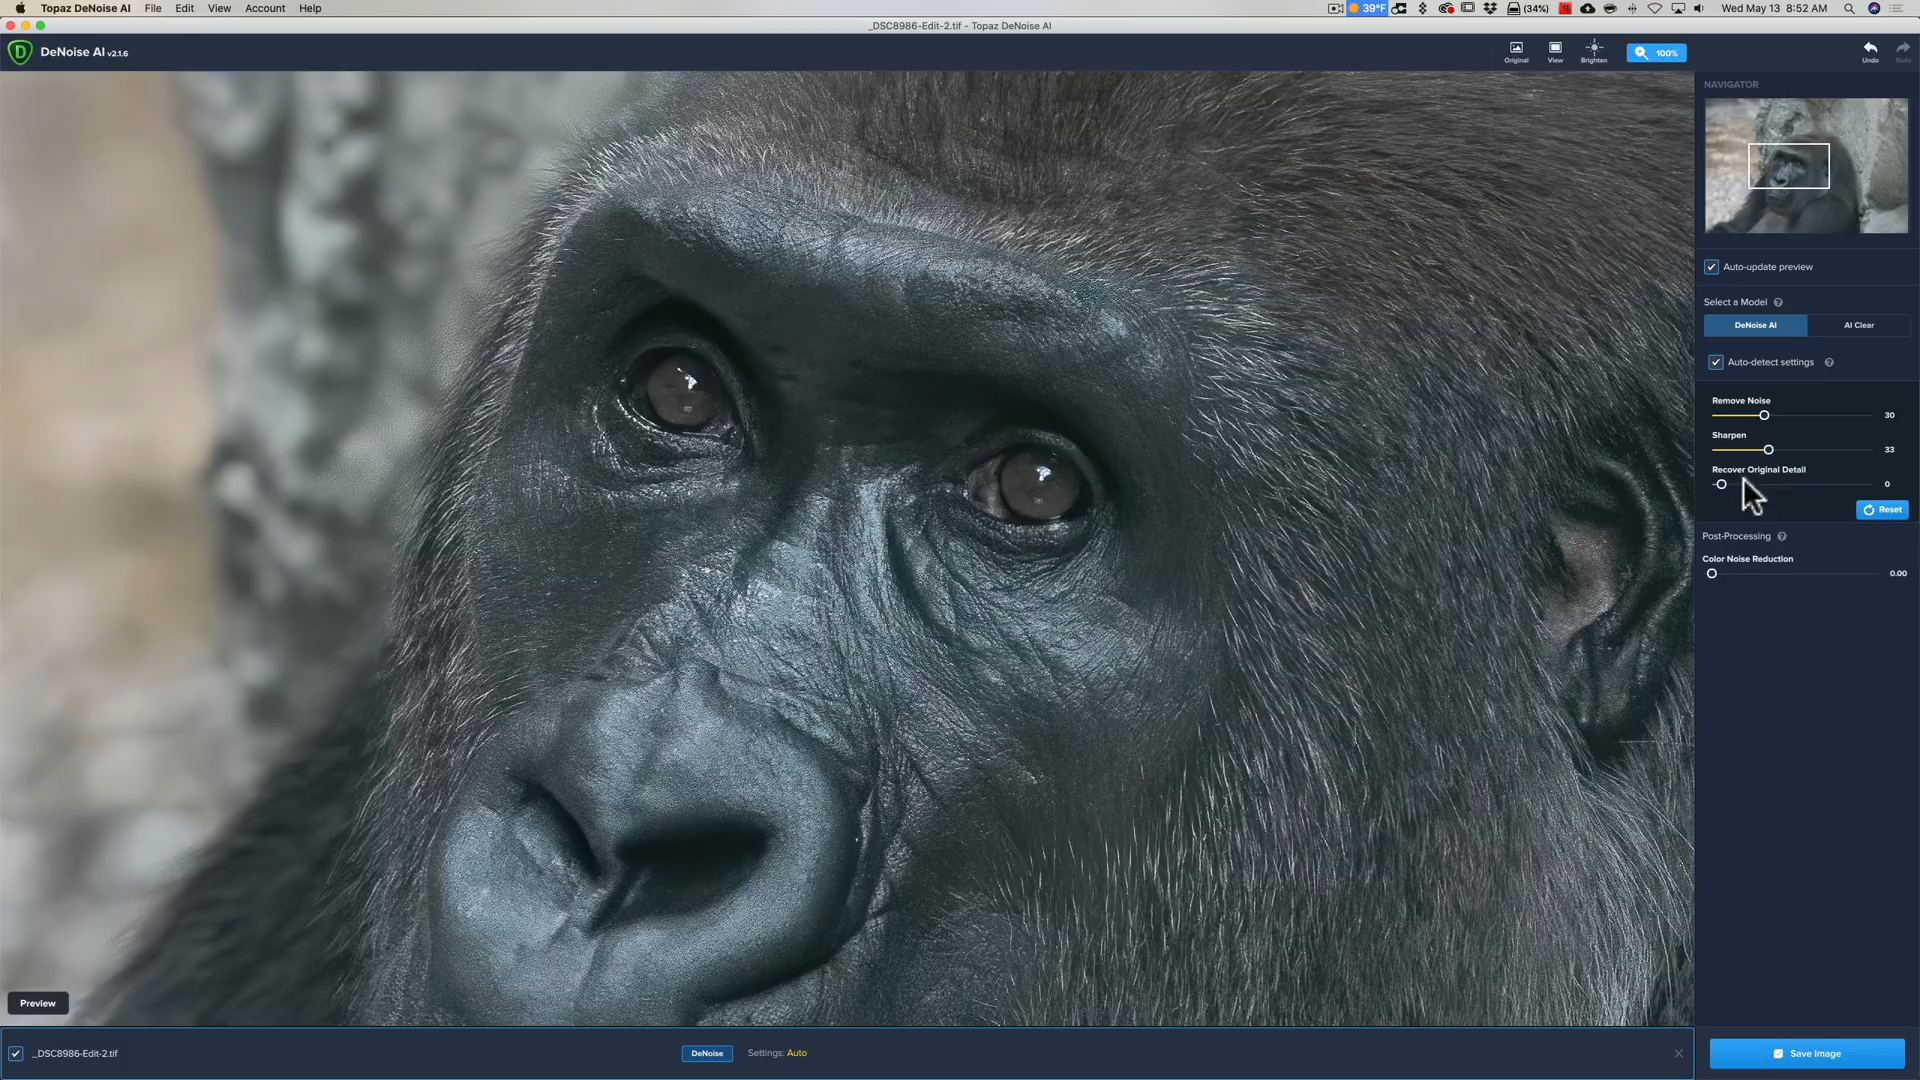 Topaz DeNoise AI File Edit View Account Help 39°F (34%) Wed May 13 8:52 AM
_DSC8986-Edit-2.tif - Topaz DeNoise AI
DeNoise AI v2.1.6
Original View Brighten 100% Undo Redo
NAVIGATOR
Auto-update preview
Select a Model
DeNoise AI AI Clear
Auto-detect settings
Remove Noise
30
Sharpen
33
Recover Original Detail
0
Reset
Post-Processing
Color Noise Reduction
0.00
Preview
_DSC8986-Edit-2.tif DeNoise Settings: Auto Save Image